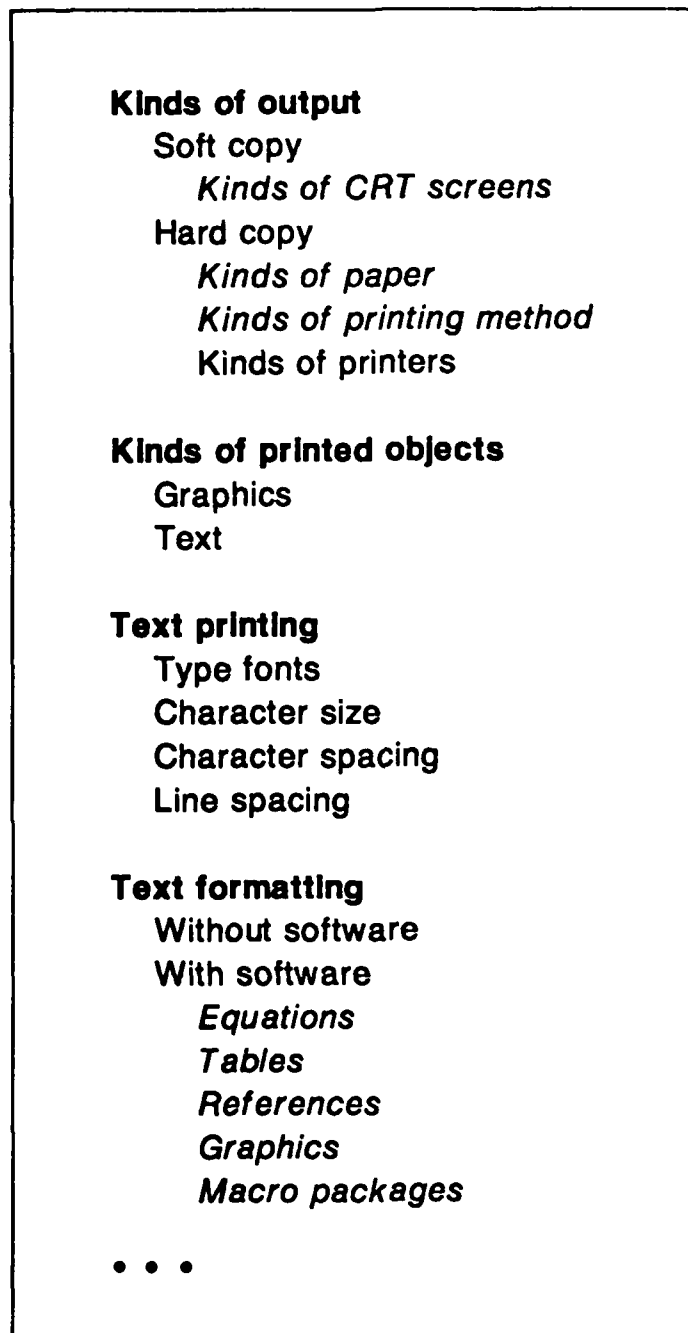 Kinds of output
Soft copy
Kinds of CRT screens
Hard copy
Kinds of paper
Kinds of printing method
Kinds of printers
Kinds of printed objects
Graphics
Text
Text printing
Type fonts
Character size
Character spacing
Line spacing
Text formatting
Without software
With software
Equations
Tables
References
Graphics
Macro packages
• • •